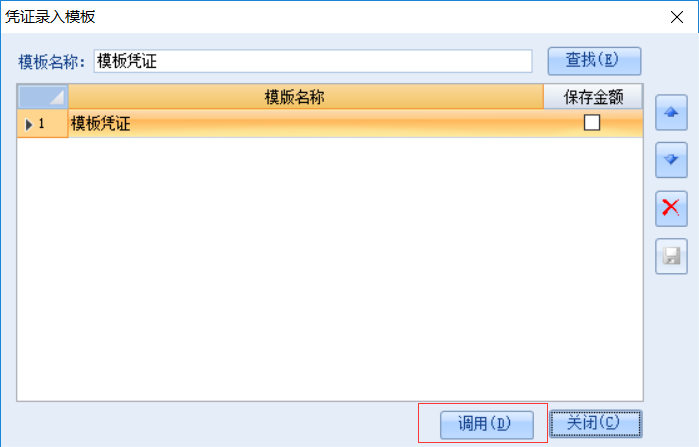 凭证录入模板
模板名称： 模板凭证 查找(E)
模版名称 保存金额
1 模板凭证
调用(D) 关闭(C)